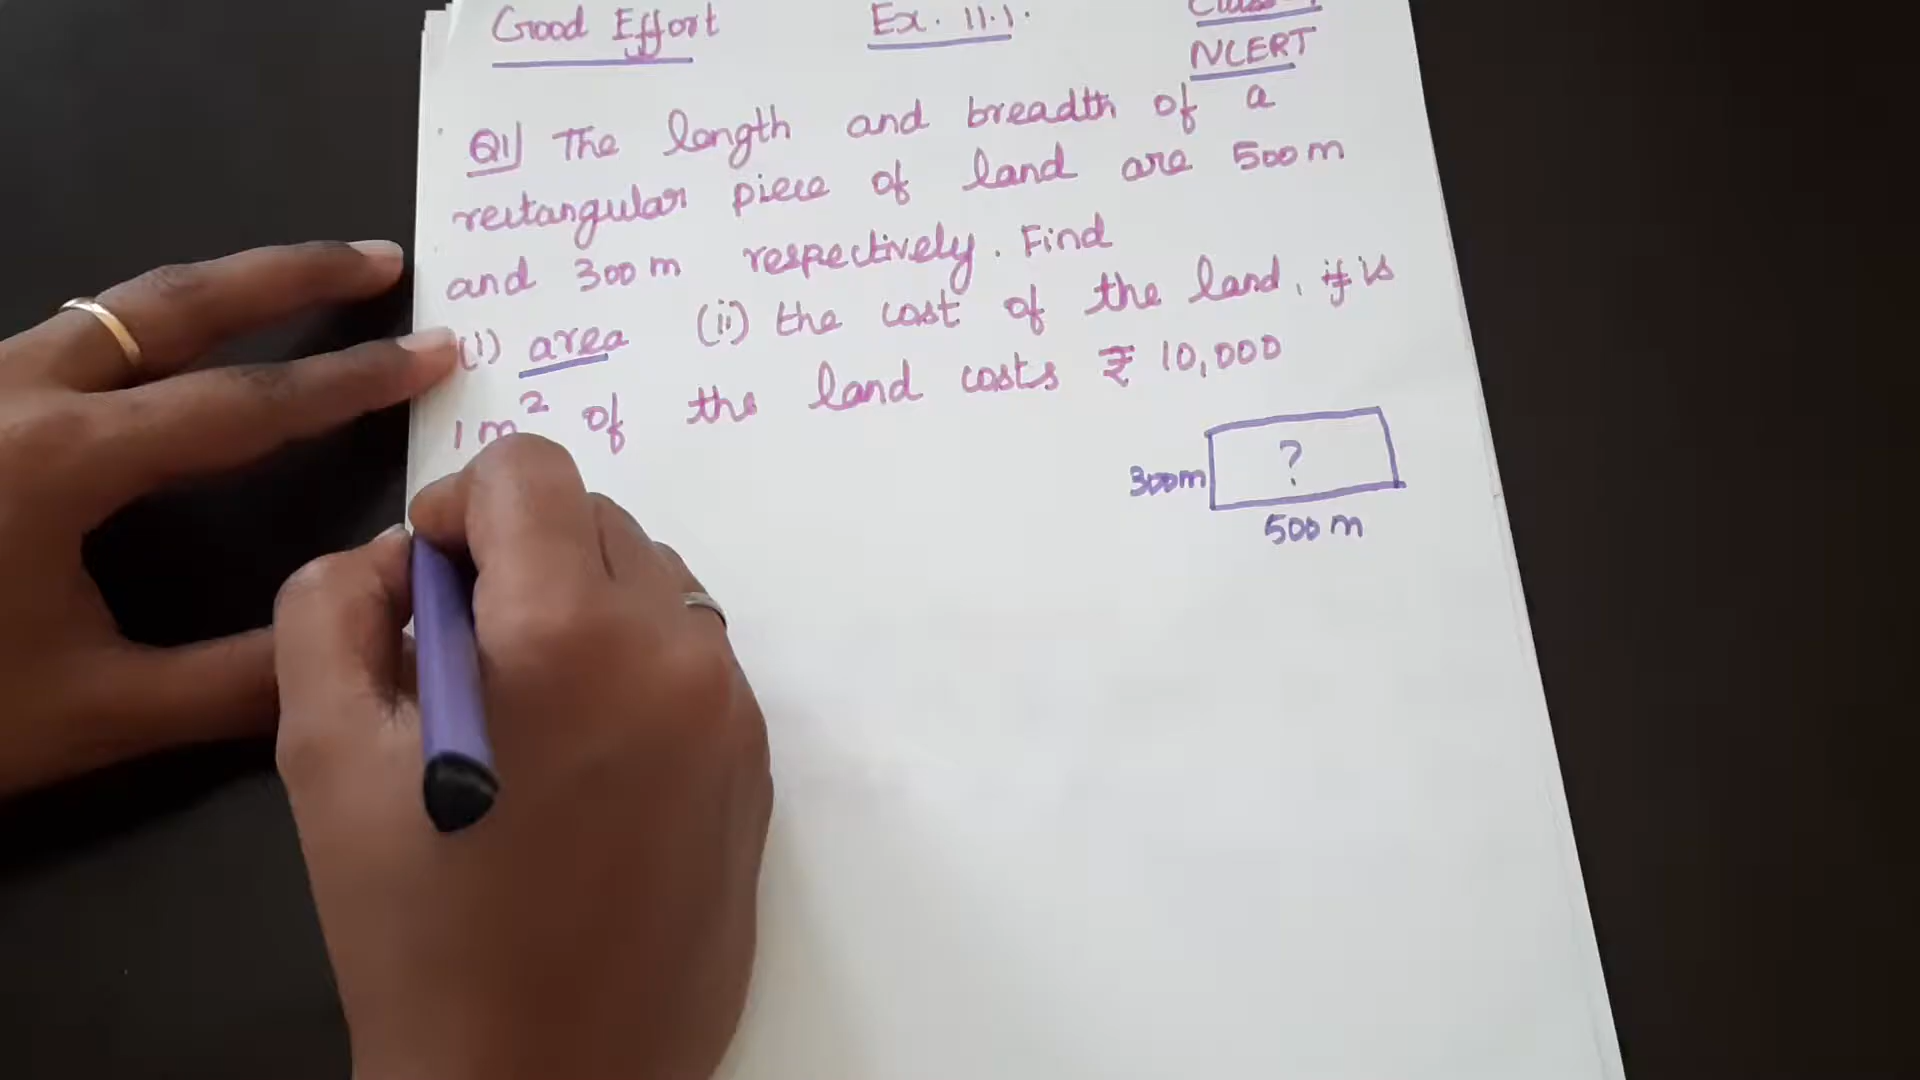 Good Effort
Ex. 11.1.
NCERT
Q1) The length and breadth of a
rectangular piece of land are 500 m
and 300 m respectively. Find
(i) area (ii) the cost of the land, if is
1 m² of the land costs ₹ 10,000
?
300m
500 m